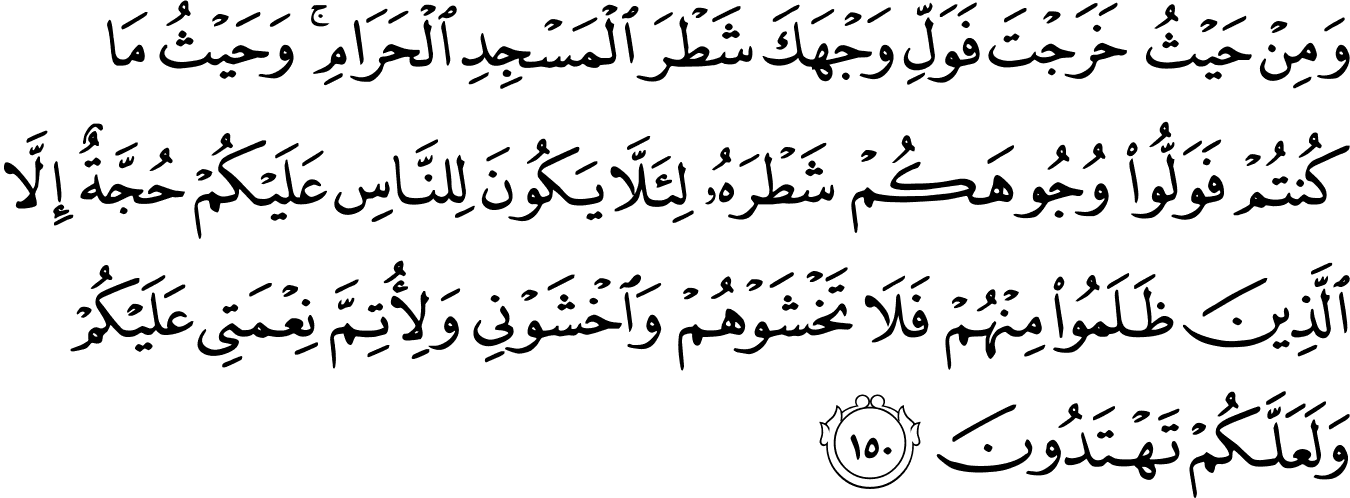 وَمِنْ حَيْثُ خَرَجْتَ فَوَلِّ وَجْهَكَ شَطْرَ ٱلْمَسْجِدِ ٱلْحَرَامِ ۚ وَحَيْثُ مَا
كُنتُمْ فَوَلُّوا۟ وُجُوهَكُمْ شَطْرَهُۥ لِئَلَّا يَكُونَ لِلنَّاسِ عَلَيْكُمْ حُجَّةٌ إِلَّا
ٱلَّذِينَ ظَلَمُوا۟ مِنْهُمْ فَلَا تَخْشَوْهُمْ وَٱخْشَوْنِى وَلِأُتِمَّ نِعْمَتِى عَلَيْكُمْ
وَلَعَلَّكُمْ تَهْتَدُونَ ١٥٠